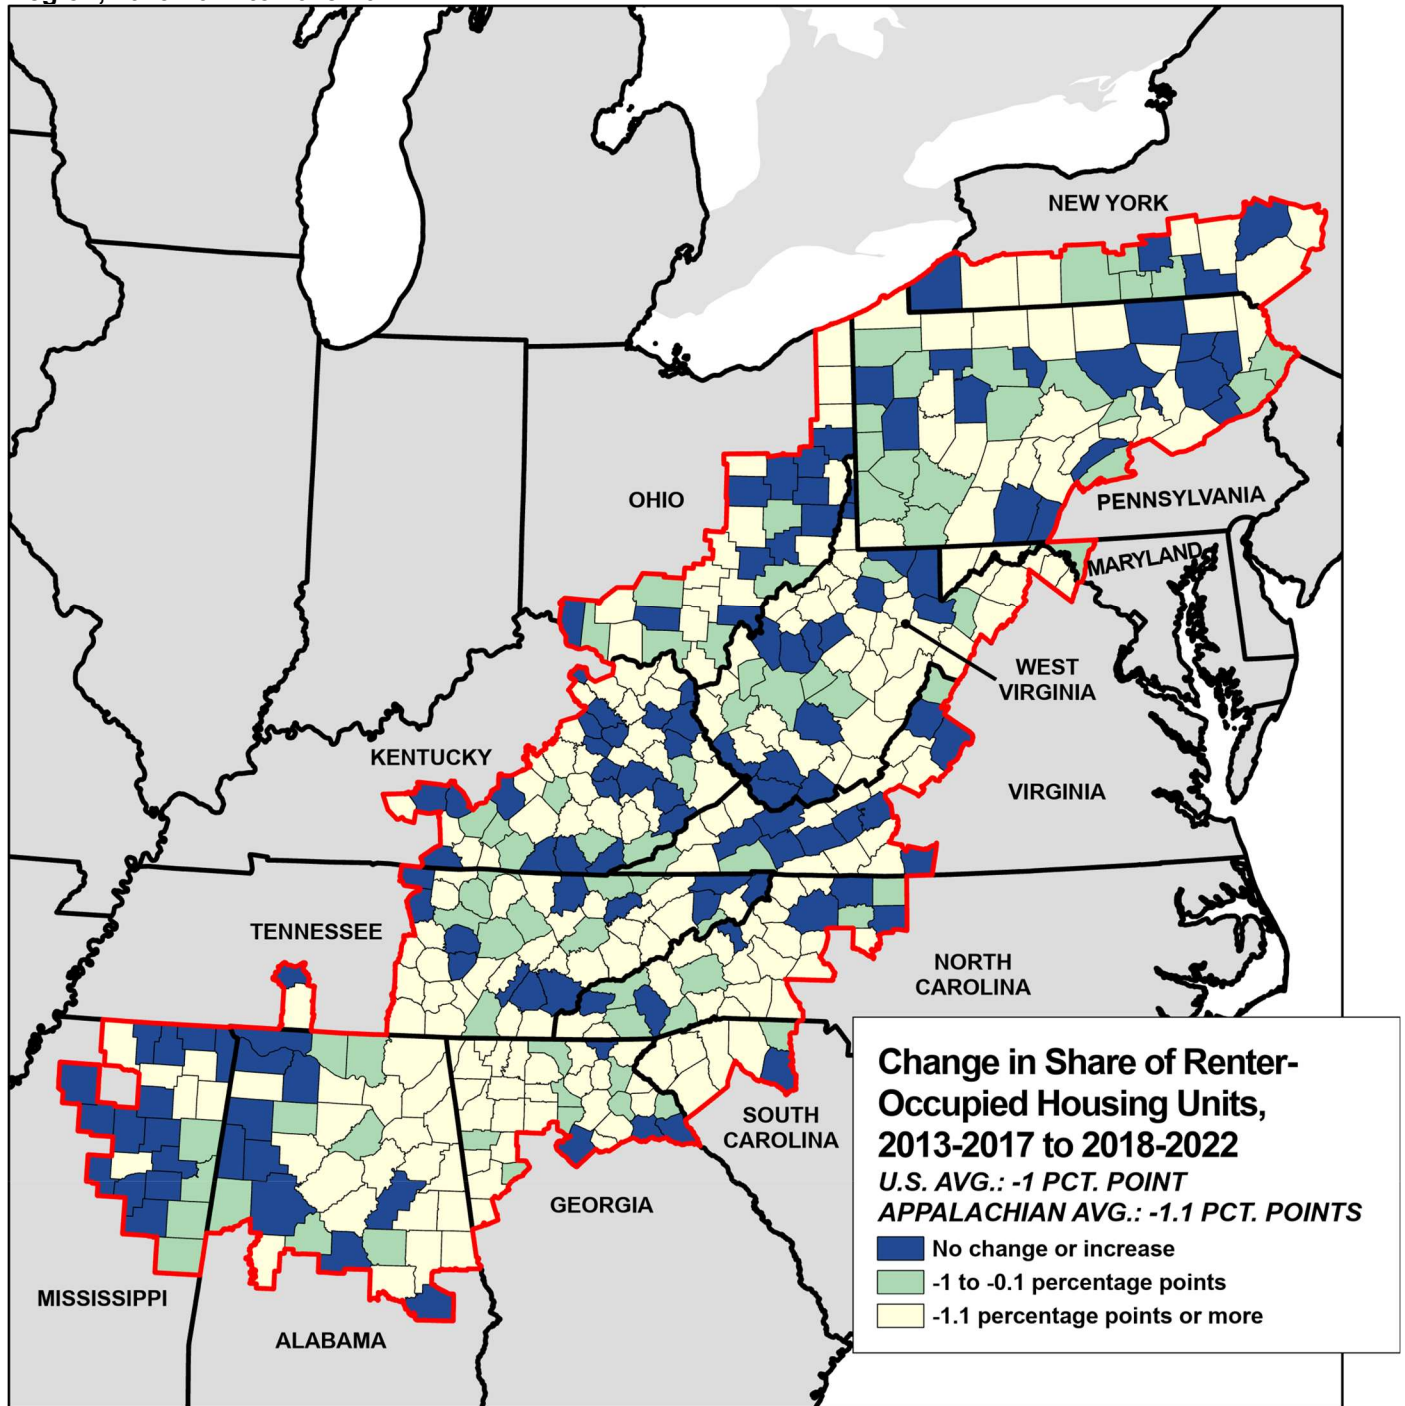 NEW YORK
OHIO
PENNSYLVANIA
MARYLAND
WEST
VIRGINIA
KENTUCKY
VIRGINIA
TENNESSEE
NORTH
CAROLINA
SOUTH
CAROLINA
GEORGIA
MISSISSIPPI
ALABAMA
Change in Share of Renter-
Occupied Housing Units,
2013-2017 to 2018-2022
U.S. AVG.: -1 PCT. POINT
APPALACHIAN AVG.: -1.1 PCT. POINTS
No change or increase
-1 to -0.1 percentage points
-1.1 percentage points or more